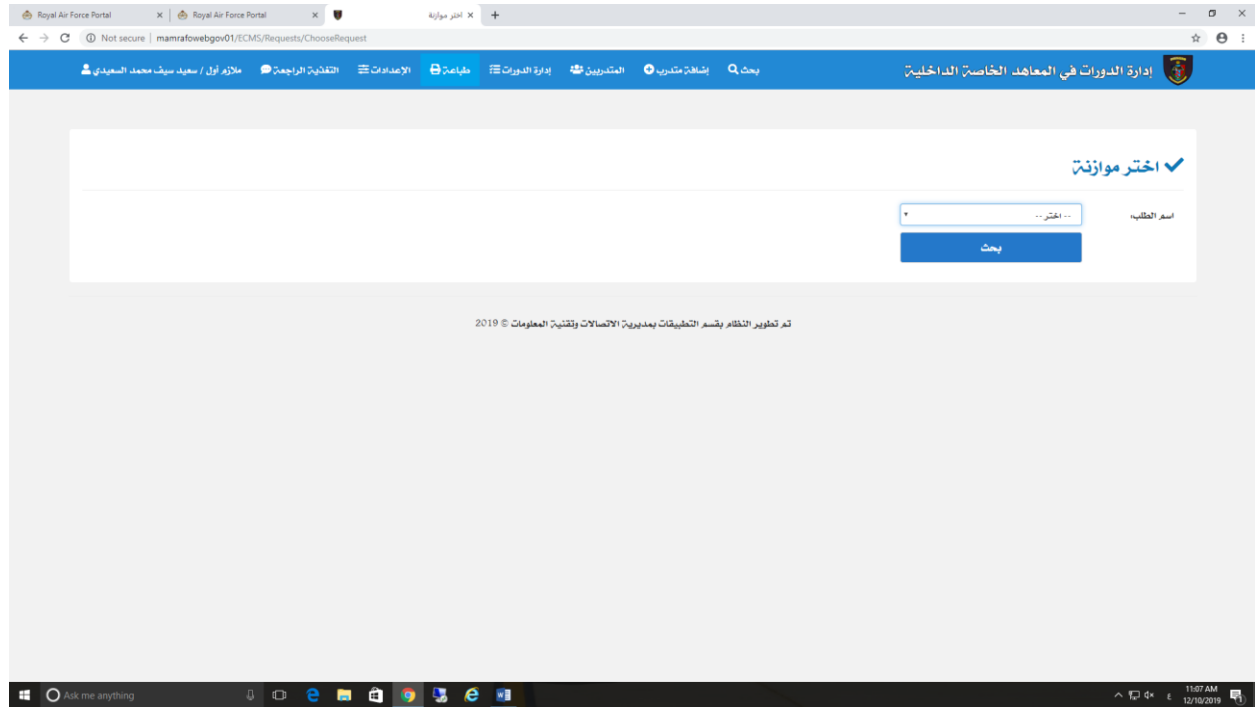 Royal Air Force Portal
Royal Air Force Portal
اختر موازنة
Not secure | mamrafowebgov01/ECMS/Requests/ChooseRequest
إدارة الدورات في المعاهد الخاصة الداخلية
بحث
إضافة متدرب
المتدربين
إدارة الدورات
طباعة
الإعدادات
التغذية الراجعة
ملازم أول / سعيد سيف محمد السعيدي
اختر موازنة
اسم الطلب:
-- اختر --
بحث
تم تطوير النظام بقسم التطبيقات بمديرية الاتصالات وتقنية المعلومات © 2019
Ask me anything
ع
11:07 AM
12/10/2019